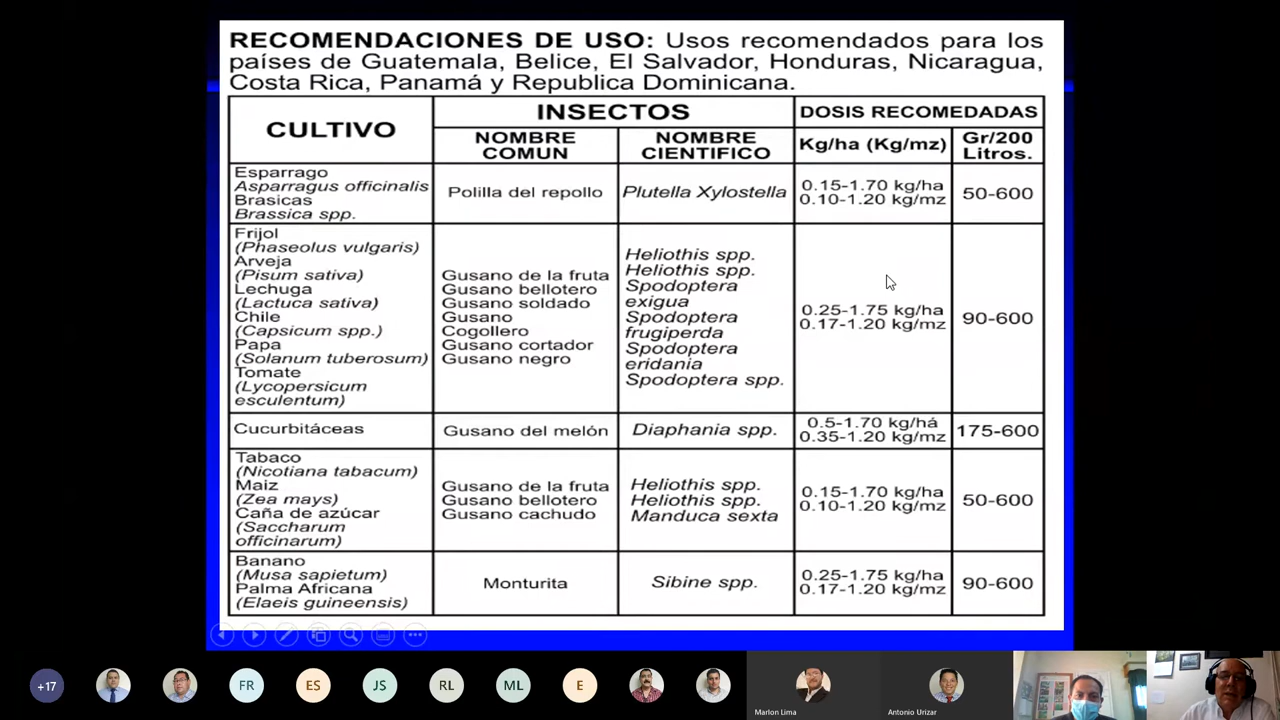 RECOMENDACIONES DE USO: Usos recomendados para los
países de Guatemala, Belice, El Salvador, Honduras, Nicaragua,
Costa Rica, Panamá y Republica Dominicana.
CULTIVO
INSECTOS
DOSIS RECOMEDADAS
NOMBRE
COMUN
NOMBRE
CIENTIFICO
Kg/ha (Kg/mz)
Gr/200
Litros.
Esparrago
Asparragus officinalis
Brasicas
Brassica spp.
Polilla del repollo
Plutella Xylostella
0.15-1.70 kg/ha
0.10-1.20 kg/mz
50-600
Frijol
(Phaseolus vulgaris)
Arveja
(Pisum sativa)
Lechuga
(Lactuca sativa)
Chile
(Capsicum spp.)
Papa
(Solanum tuberosum)
Tomate
(Lycopersicum
esculentum)
Gusano de la fruta
Gusano bellotero
Gusano soldado
Gusano
Cogollero
Gusano cortador
Gusano negro
Heliothis spp.
Heliothis spp.
Spodoptera
exigua
Spodoptera
frugiperda
Spodoptera
eridania
Spodoptera spp.
0.25-1.75 kg/ha
0.17-1.20 kg/mz
90-600
Cucurbitáceas
Gusano del melón
Diaphania spp.
0.5-1.70 kg/há
0.35-1.20 kg/mz
175-600
Tabaco
(Nicotiana tabacum)
Maiz
(Zea mays)
Caña de azúcar
(Saccharum
officinarum)
Gusano de la fruta
Gusano bellotero
Gusano cachudo
Heliothis spp.
Heliothis spp.
Manduca sexta
0.15-1.70 kg/ha
0.10-1.20 kg/mz
50-600
Banano
(Musa sapietum)
Palma Africana
(Elaeis guineensis)
Monturita
Sibine spp.
0.25-1.75 kg/ha
0.17-1.20 kg/mz
90-600
+17
FR
ES
JS
RL
ML
E
Marlon Lima
Antonio Urizar